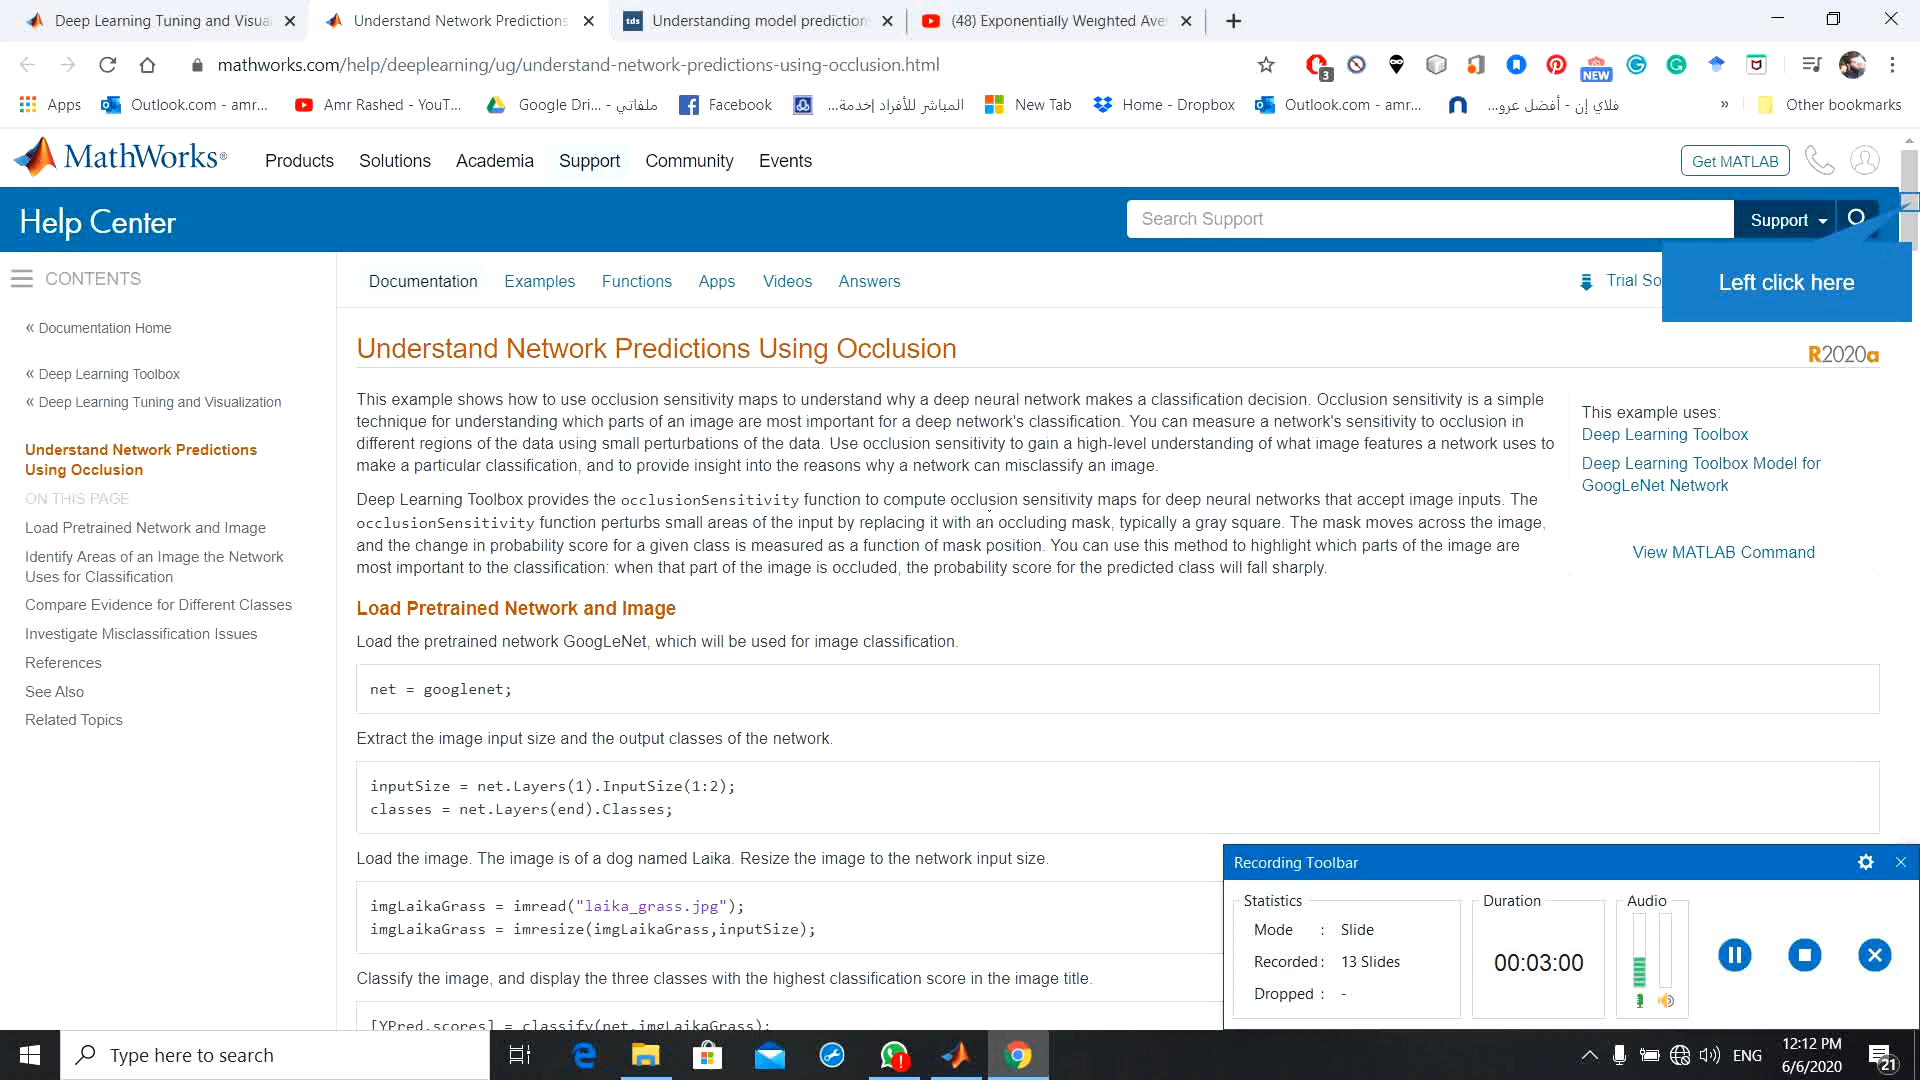 Deep Learning Tuning and Visua
Understand Network Predictions
tds Understanding model prediction
(48) Exponentially Weighted Ave
mathworks.com/help/deeplearning/ug/understand-network-predictions-using-occlusion.html
3
NEW
Apps
Outlook.com - amr...
Amr Rashed - YouT...
Google Dri... - ملفاتي
Facebook
المباشر للأفراد |خدمة...
New Tab
Home - Dropbox
Outlook.com - amr...
فلاي إن - أفضل عرو...
»
Other bookmarks
MathWorks®
Products
Solutions
Academia
Support
Community
Events
Get MATLAB
Help Center
Search Support
Support
Left click here
CONTENTS
Documentation
Examples
Functions
Apps
Videos
Answers
Trial So
« Documentation Home
« Deep Learning Toolbox
« Deep Learning Tuning and Visualization
Understand Network Predictions
Using Occlusion
ON THIS PAGE
Load Pretrained Network and Image
Identify Areas of an Image the Network
Uses for Classification
Compare Evidence for Different Classes
Investigate Misclassification Issues
References
See Also
Related Topics
Understand Network Predictions Using Occlusion
R2020a
This example shows how to use occlusion sensitivity maps to understand why a deep neural network makes a classification decision. Occlusion sensitivity is a simple
technique for understanding which parts of an image are most important for a deep network's classification. You can measure a network's sensitivity to occlusion in
different regions of the data using small perturbations of the data. Use occlusion sensitivity to gain a high-level understanding of what image features a network uses to
make a particular classification, and to provide insight into the reasons why a network can misclassify an image.
This example uses:
Deep Learning Toolbox
Deep Learning Toolbox Model for
GoogLeNet Network
View MATLAB Command
Deep Learning Toolbox provides the occlusionSensitivity function to compute occlusion sensitivity maps for deep neural networks that accept image inputs. The
occlusionSensitivity function perturbs small areas of the input by replacing it with an occluding mask, typically a gray square. The mask moves across the image,
and the change in probability score for a given class is measured as a function of mask position. You can use this method to highlight which parts of the image are
most important to the classification: when that part of the image is occluded, the probability score for the predicted class will fall sharply.
Load Pretrained Network and Image
Load the pretrained network GoogLeNet, which will be used for image classification.
net = googlenet;
Extract the image input size and the output classes of the network.
inputSize = net.Layers(1).InputSize(1:2);
classes = net.Layers(end).Classes;
Load the image. The image is of a dog named Laika. Resize the image to the network input size.
imgLaikaGrass = imread("laika_grass.jpg");
imgLaikaGrass = imresize(imgLaikaGrass,inputSize);
Classify the image, and display the three classes with the highest classification score in the image title.
[YPred,scores] = classify(net,imgLaikaGrass);
Recording Toolbar
Statistics
Mode : Slide
Recorded : 13 Slides
Dropped : -
Duration
00:03:00
Audio
Type here to search
ENG
12:12 PM
6/6/2020
21